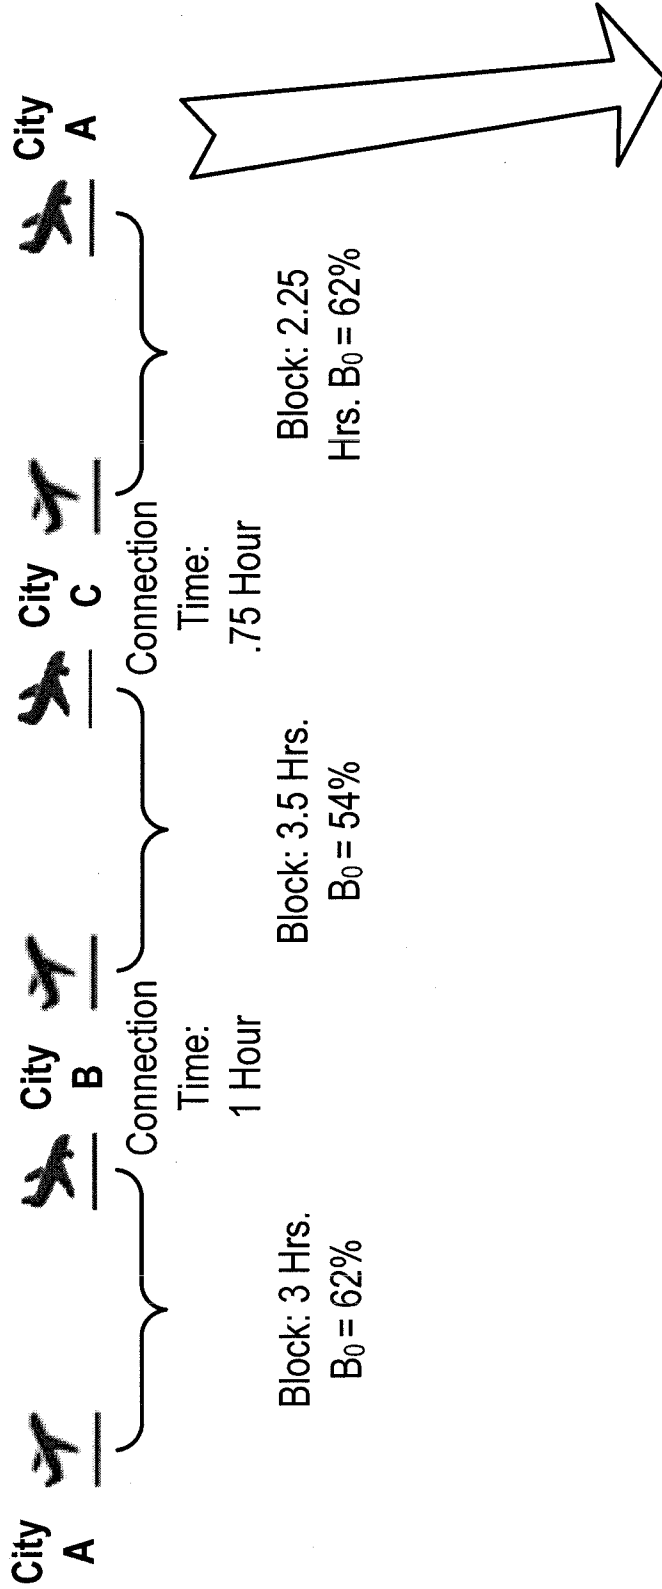 City
A
City
B
City
C
City
A
Connection
Time:
1 Hour
Connection
Time:
.75 Hour
Block: 3 Hrs.
B₀ = 62%
Block: 3.5 Hrs.
B₀ = 54%
Block: 2.25
Hrs. B₀ = 62%